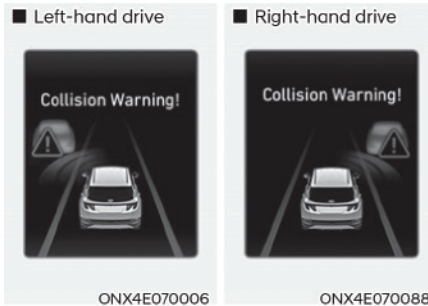 ■ Left-hand drive
Collision Warning!
ONX4E070006
■ Right-hand drive
Collision Warning!
ONX4E070088